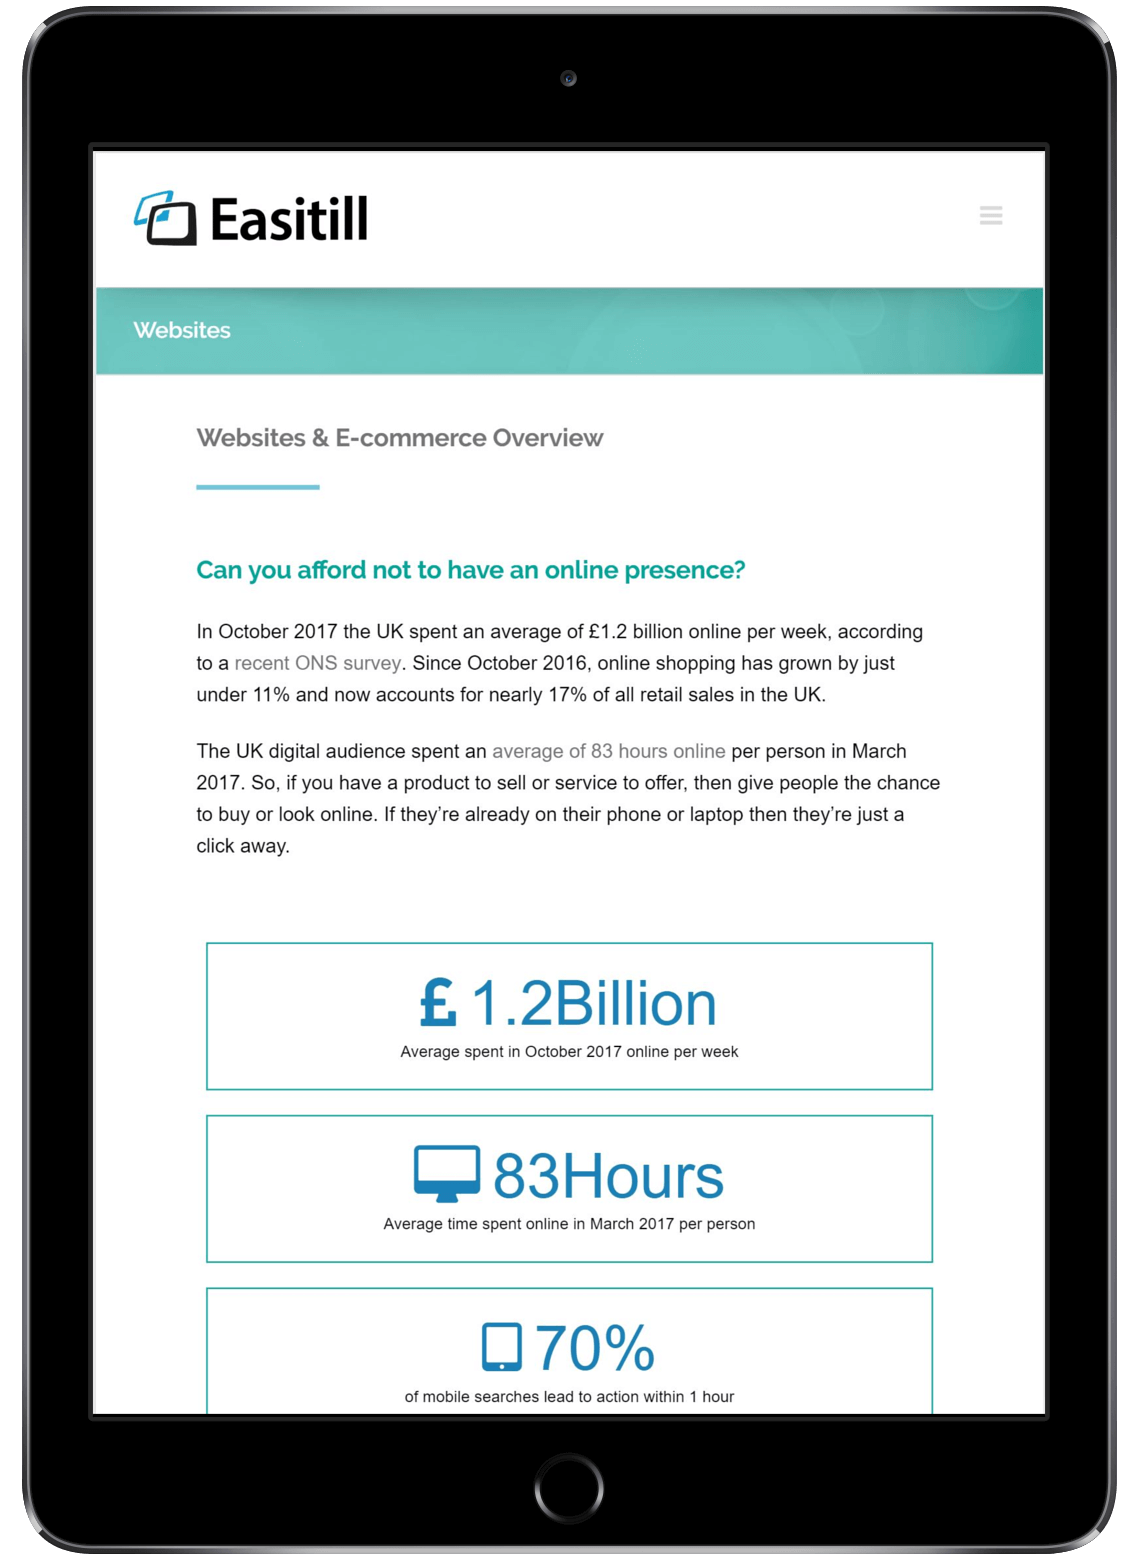 Easitill
Websites
Websites & E-commerce Overview
Can you afford not to have an online presence?
In October 2017 the UK spent an average of £1.2 billion online per week, according
to a recent ONS survey. Since October 2016, online shopping has grown by just
under 11% and now accounts for nearly 17% of all retail sales in the UK.
The UK digital audience spent an average of 83 hours online per person in March
2017. So, if you have a product to sell or service to offer, then give people the chance
to buy or look online. If they’re already on their phone or laptop then they’re just a
click away.
£ 1.2Billion
Average spent in October 2017 online per week
83Hours
Average time spent online in March 2017 per person
70%
of mobile searches lead to action within 1 hour